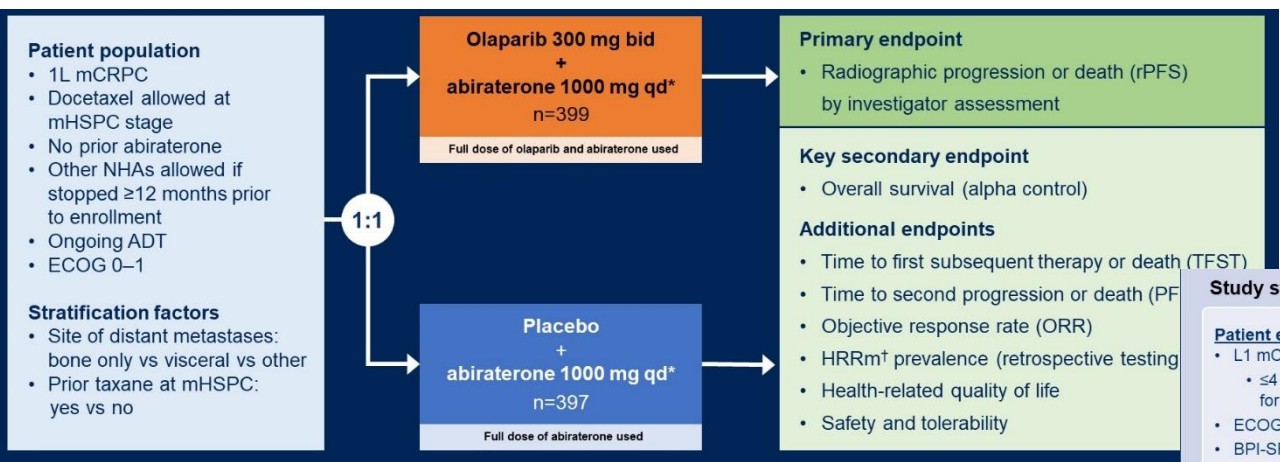 Patient population
• 1L mCRPC
• Docetaxel allowed at
mHSPC stage
• No prior abiraterone
• Other NHAs allowed if
stopped ≥12 months prior
to enrollment
• Ongoing ADT
• ECOG 0–1
Stratification factors
• Site of distant metastases:
bone only vs visceral vs other
• Prior taxane at mHSPC:
yes vs no
1:1
Olaparib 300 mg bid
+
abiraterone 1000 mg qd*
n=399
Full dose of olaparib and abiraterone used
Placebo
+
abiraterone 1000 mg qd*
n=397
Full dose of abiraterone used
Primary endpoint
• Radiographic progression or death (rPFS)
by investigator assessment
Key secondary endpoint
• Overall survival (alpha control)
Additional endpoints
• Time to first subsequent therapy or death (TFST)
• Time to second progression or death (PF
• Objective response rate (ORR)
• HRRm† prevalence (retrospective testing
• Health-related quality of life
• Safety and tolerability
Study s
Patient e
• L1 mC
• ≤4
for
• ECOG
• BPI-S